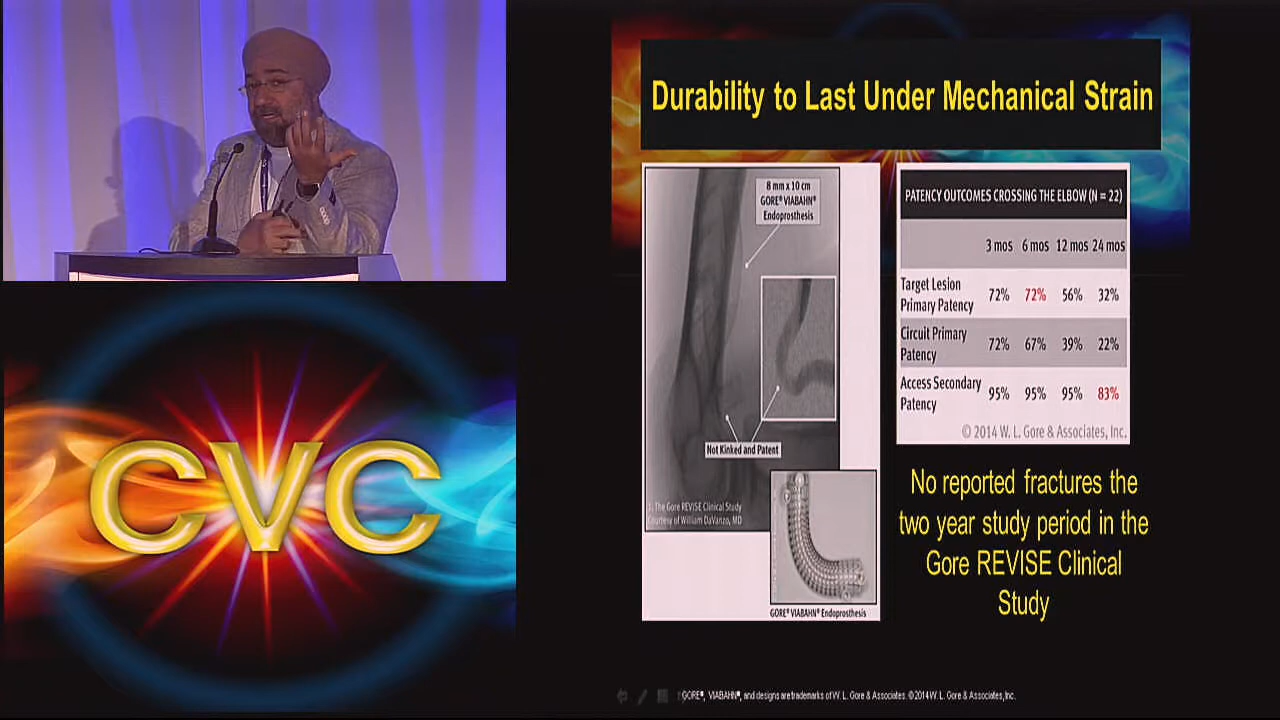 CVC
Durability to Last Under Mechanical Strain
8 mm x 10 cm
GORE® VIABAHN®
Endoprosthesis
Not Kinked and Patent
The Gore REVISE Clinical Study
Courtesy of William DaVanzo, MD
GORE® VIABAHN® Endoprosthesis
PATENCY OUTCOMES CROSSING THE ELBOW (N = 22)
3 mos 6 mos 12 mos 24 mos
Target Lesion
Primary Patency 72% 72% 56% 32%
Circuit Primary
Patency 72% 67% 39% 22%
Access Secondary
Patency 95% 95% 95% 83%
© 2014 W. L. Gore & Associates, Inc.
No reported fractures the
two year study period in the
Gore REVISE Clinical
Study
GORE®, VIABAHN®, and designs are trademarks of W. L. Gore & Associates. © 2014 W. L. Gore & Associates, Inc.